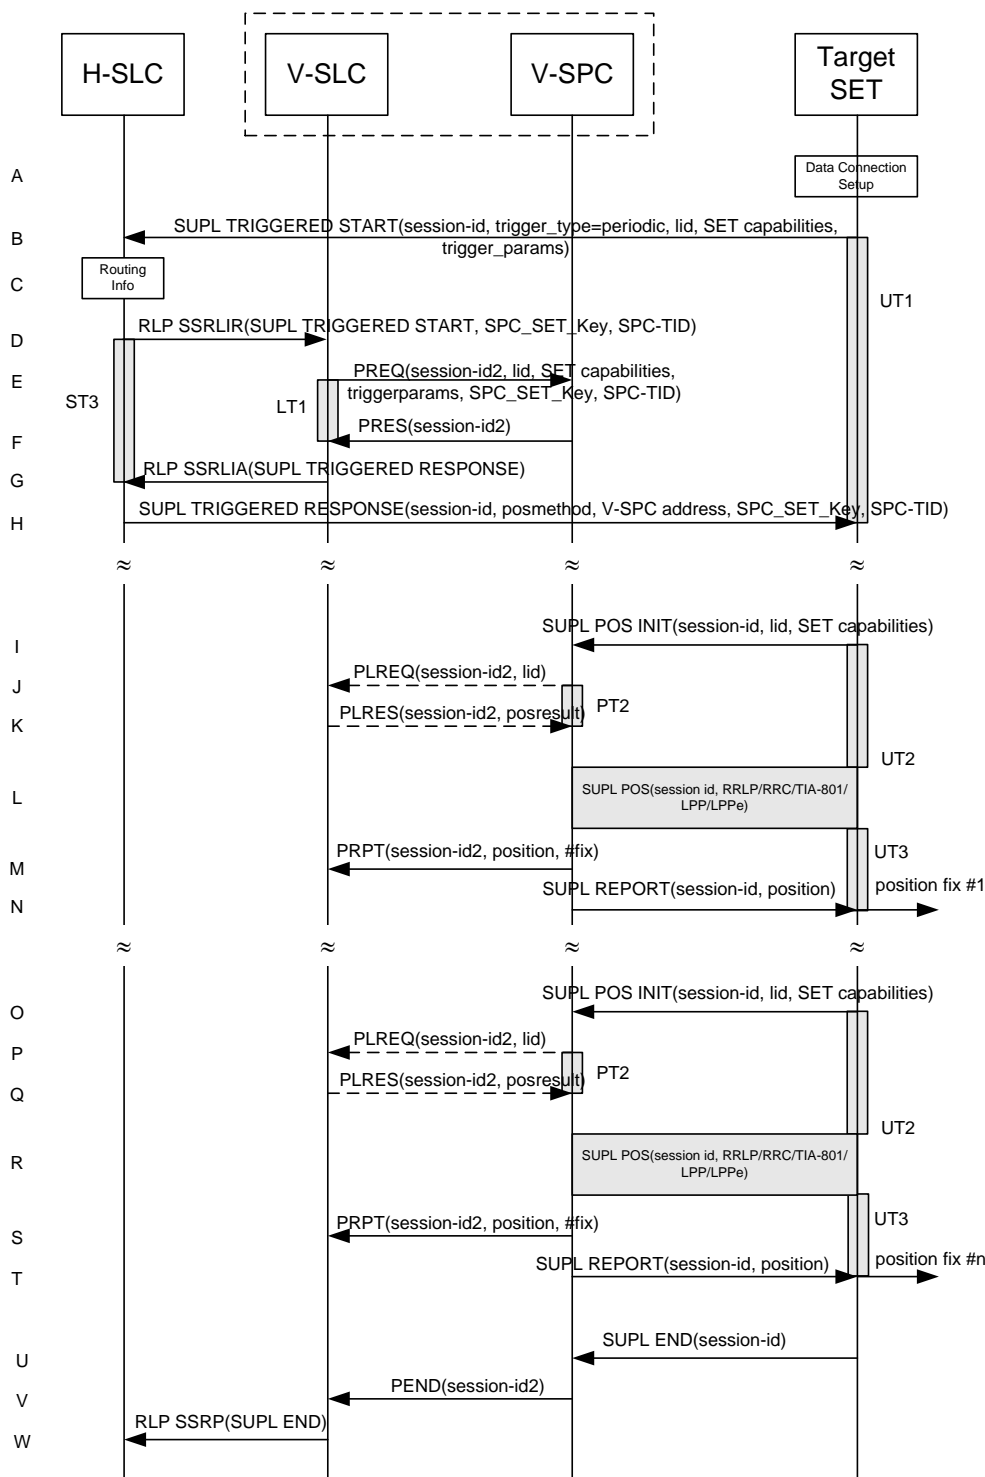 H-SLC
V-SLC
V-SPC
Target
SET
A
Data Connection
Setup
B
SUPL TRIGGERED START(session-id, trigger_type=periodic, lid, SET capabilities,
trigger_params)
C
Routing
Info
UT1
D
RLP SSRLIR(SUPL TRIGGERED START, SPC_SET_Key, SPC-TID)
E
PREQ(session-id2, lid, SET capabilities,
triggerparams, SPC_SET_Key, SPC-TID)
ST3
LT1
F
PRES(session-id2)
G
RLP SSRLIA(SUPL TRIGGERED RESPONSE)
H
SUPL TRIGGERED RESPONSE(session-id, posmethod, V-SPC address, SPC_SET_Key, SPC-TID)
≈ ≈ ≈ ≈
I
SUPL POS INIT(session-id, lid, SET capabilities)
J
PLREQ(session-id2, lid)
PT2
K
PLRES(session-id2, posresult)
UT2
L
SUPL POS(session id, RRLP/RRC/TIA-801/
LPP/LPPe)
M
PRPT(session-id2, position, #fix)
UT3
N
SUPL REPORT(session-id, position)
position fix #1
≈ ≈ ≈ ≈
O
SUPL POS INIT(session-id, lid, SET capabilities)
P
PLREQ(session-id2, lid)
PT2
Q
PLRES(session-id2, posresult)
UT2
R
SUPL POS(session id, RRLP/RRC/TIA-801/
LPP/LPPe)
S
PRPT(session-id2, position, #fix)
UT3
T
SUPL REPORT(session-id, position)
position fix #n
U
SUPL END(session-id)
V
PEND(session-id2)
W
RLP SSRP(SUPL END)